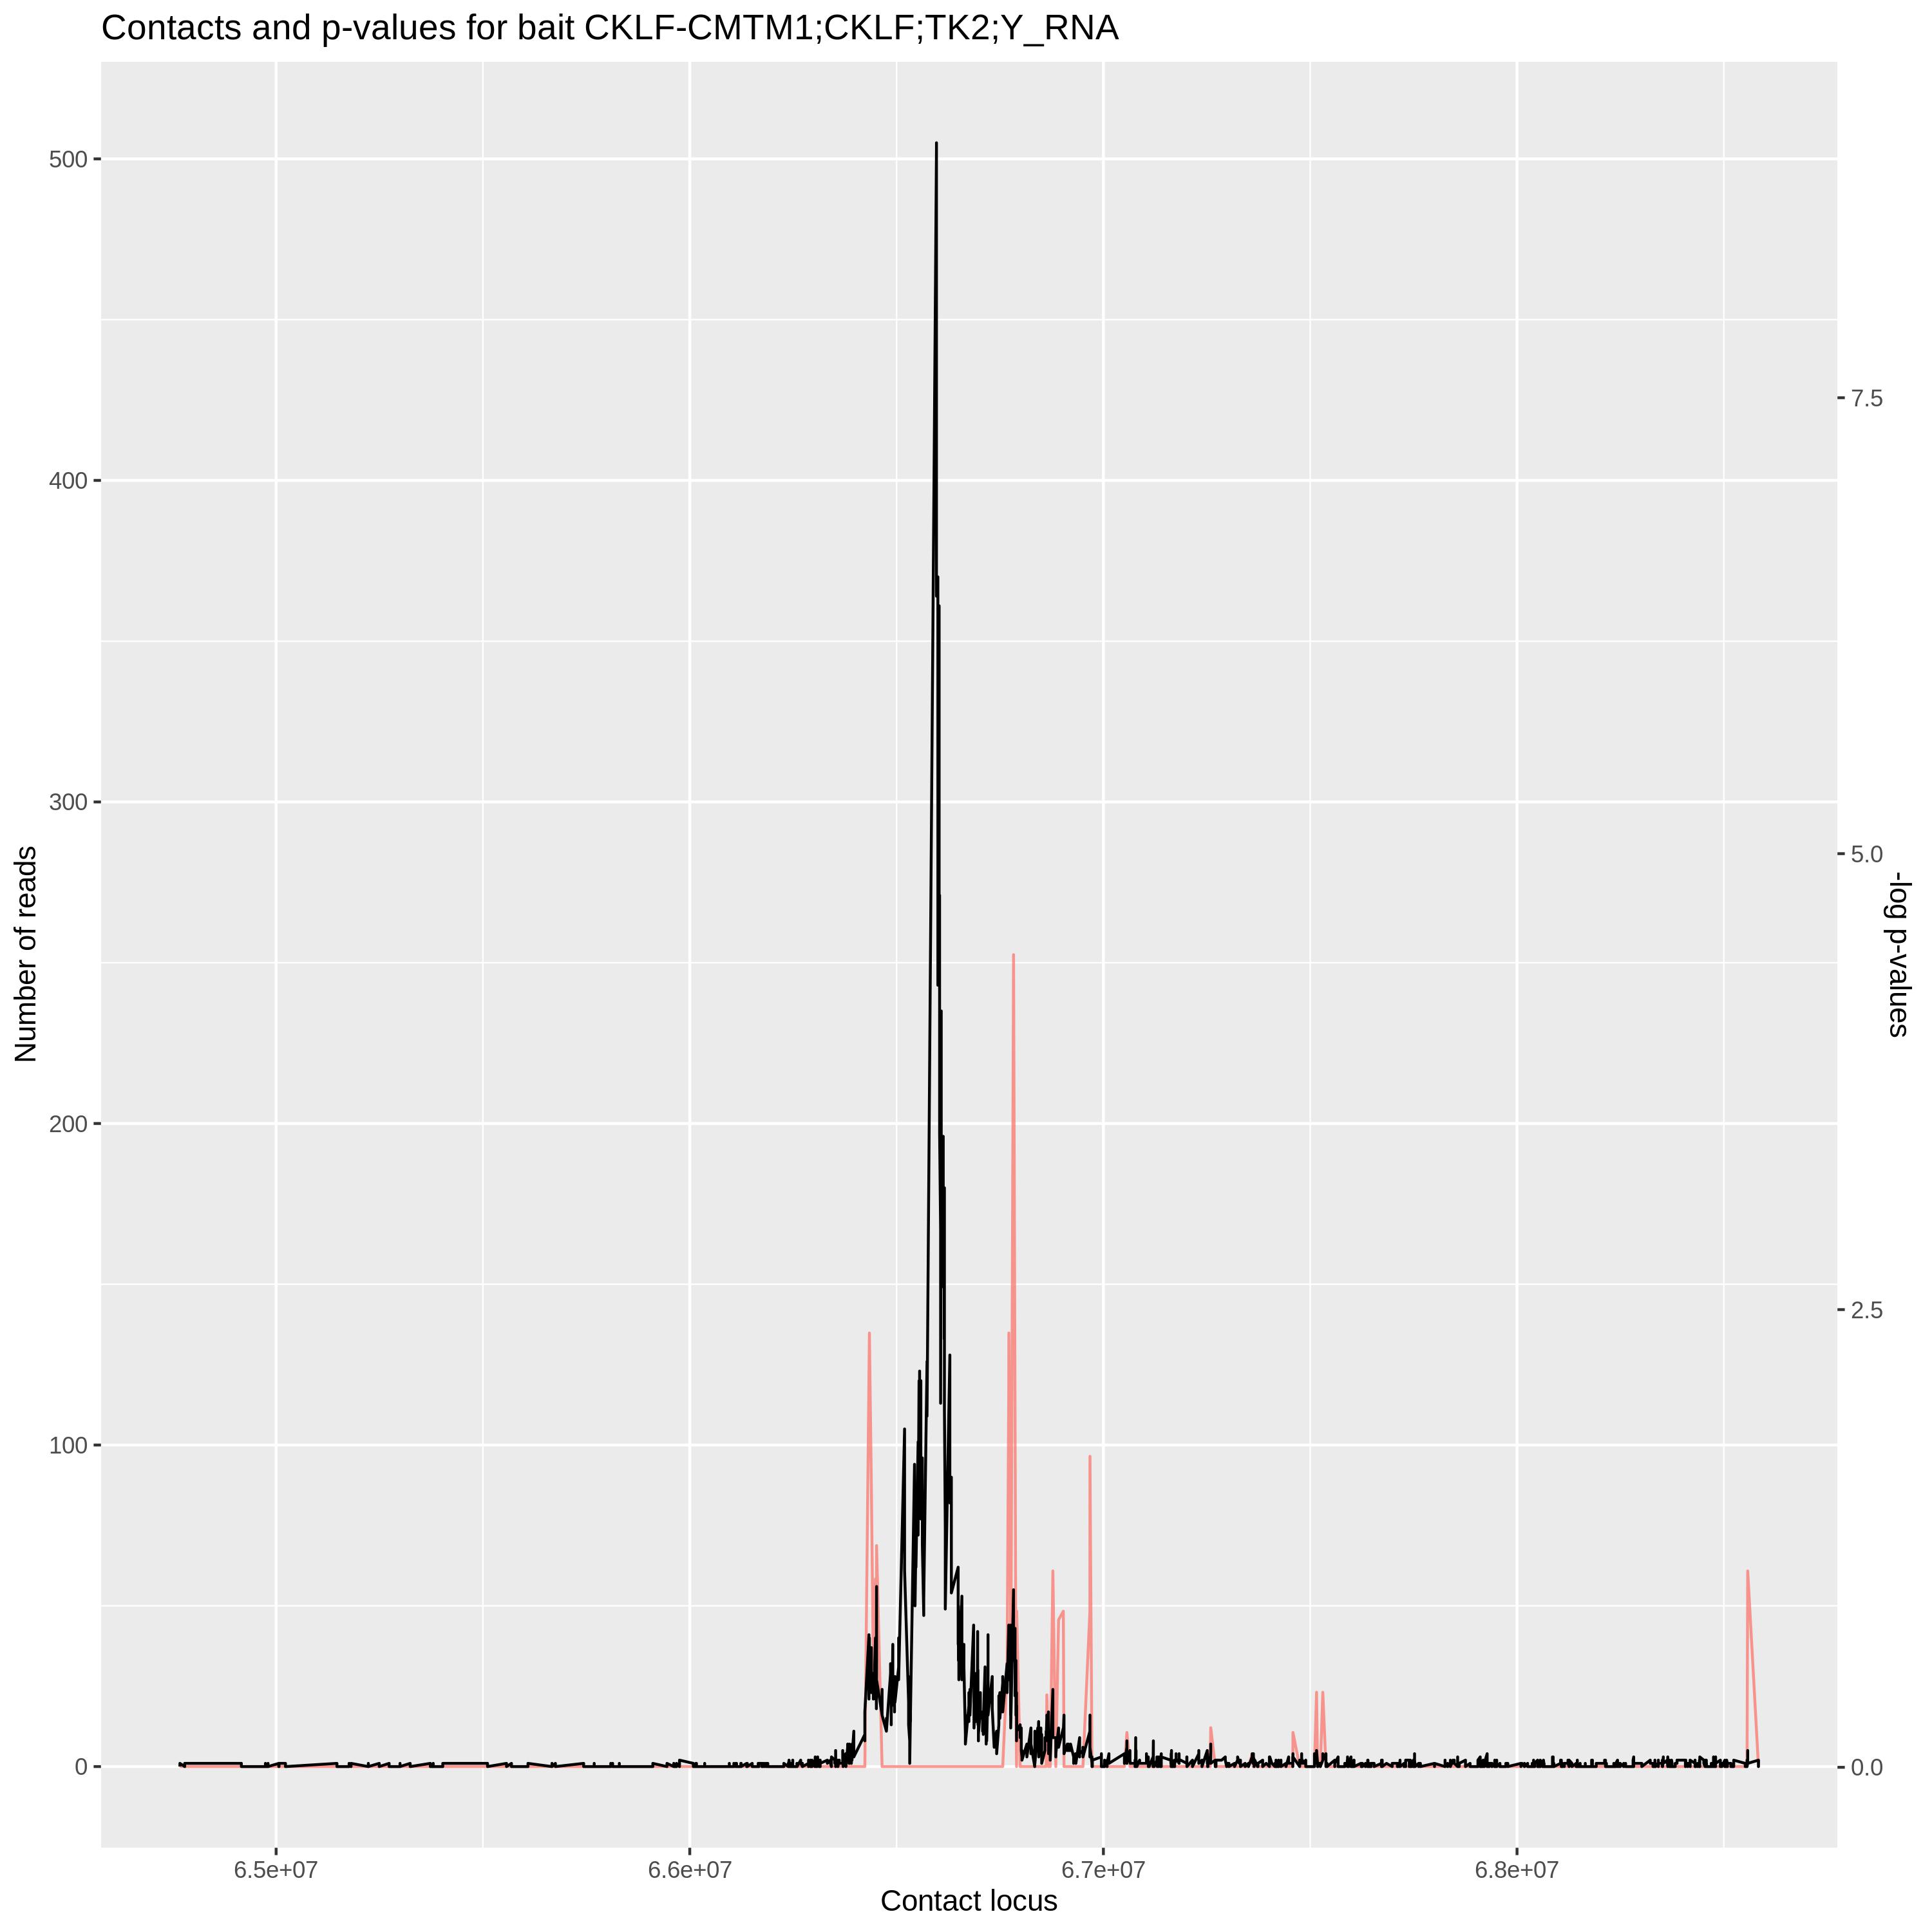 Contacts and p-values for bait CKLF-CMTM1;CKLF;TK2;Y_RNA
500
400
300
200
100
0
Number of reads
7.5
5.0
2.5
0.0
-log p-values
6.5e+07
6.6e+07
6.7e+07
6.8e+07
Contact locus